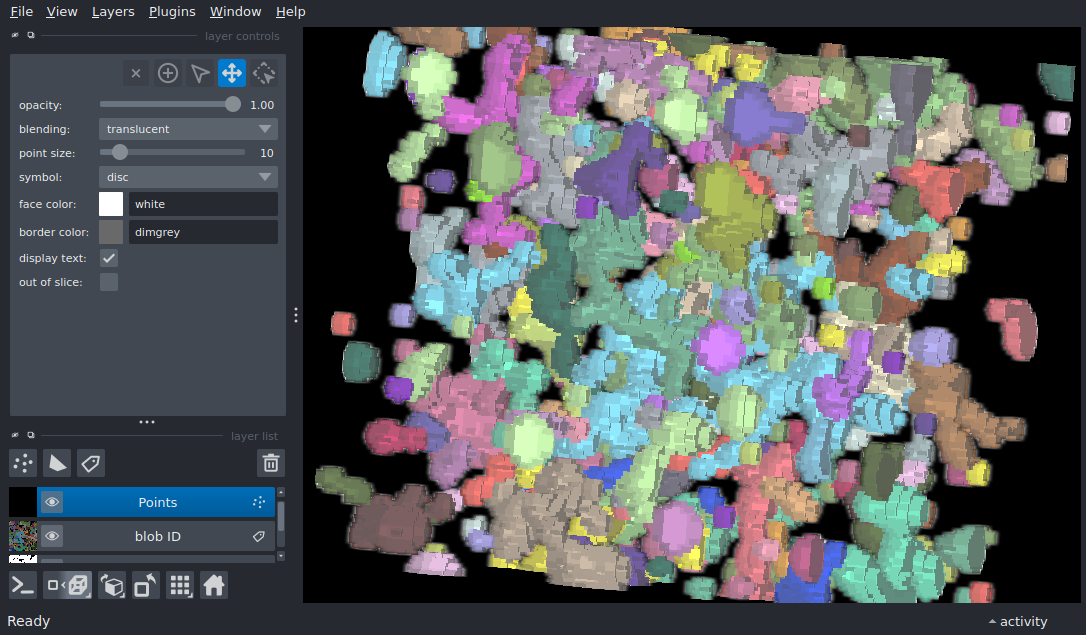 File View Layers Plugins Window Help
layer controls
opacity: 1.00
blending: translucent
point size: 10
symbol: disc
face color: white
border color: dimgrey
display text:
out of slice:
layer list
Points
blob ID
Ready
activity